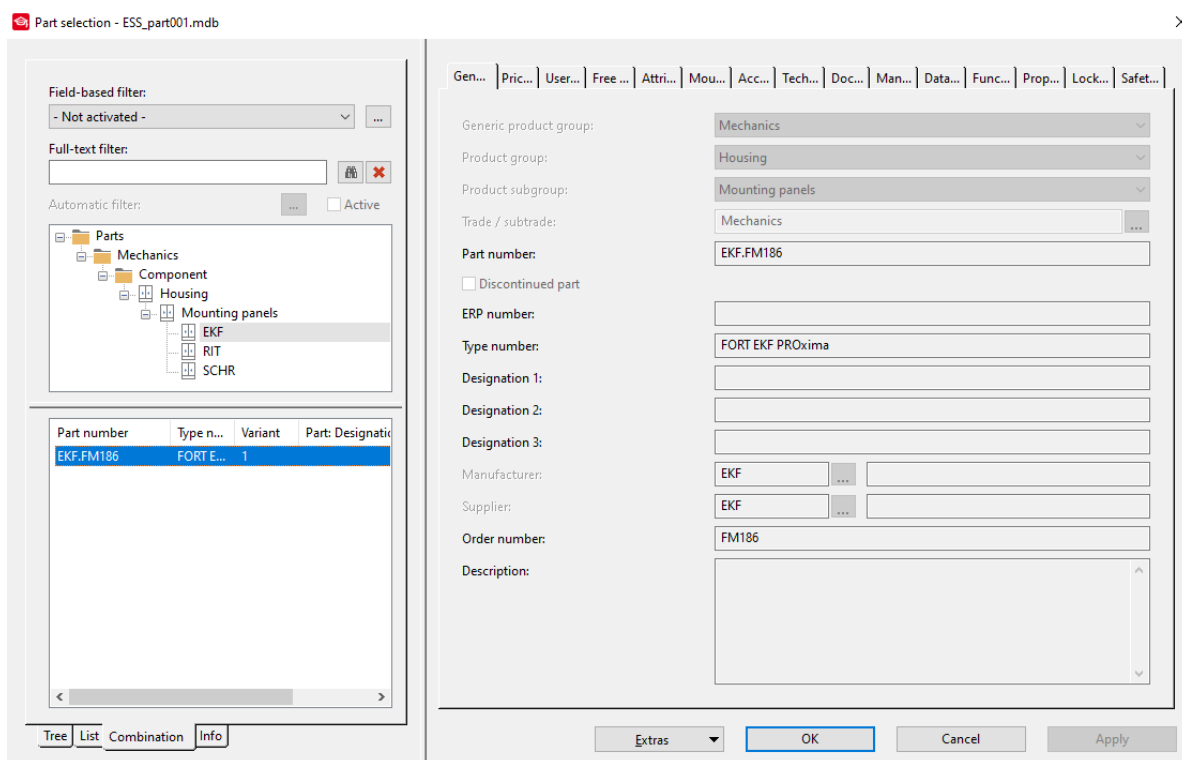 Part selection - ESS_part001.mdb
Field-based filter:
- Not activated -
...
Full-text filter:
Automatic filter:
...
Active
Parts
Mechanics
Component
Housing
Mounting panels
EKF
RIT
SCHR
Part number Type n... Variant Part: Designatic
EKF.FM186 FORT E... 1
Tree List Combination Info
Gen... Pric... User... Free ... Attri... Mou... Acc... Tech... Doc... Man... Data... Func... Prop... Lock... Safet...
Generic product group: Mechanics
Product group: Housing
Product subgroup: Mounting panels
Trade / subtrade: Mechanics ...
Part number: EKF.FM186
Discontinued part
ERP number:
Type number: FORT EKF PROxima
Designation 1:
Designation 2:
Designation 3:
Manufacturer: EKF ...
Supplier: EKF ...
Order number: FM186
Description:
Extras OK Cancel Apply